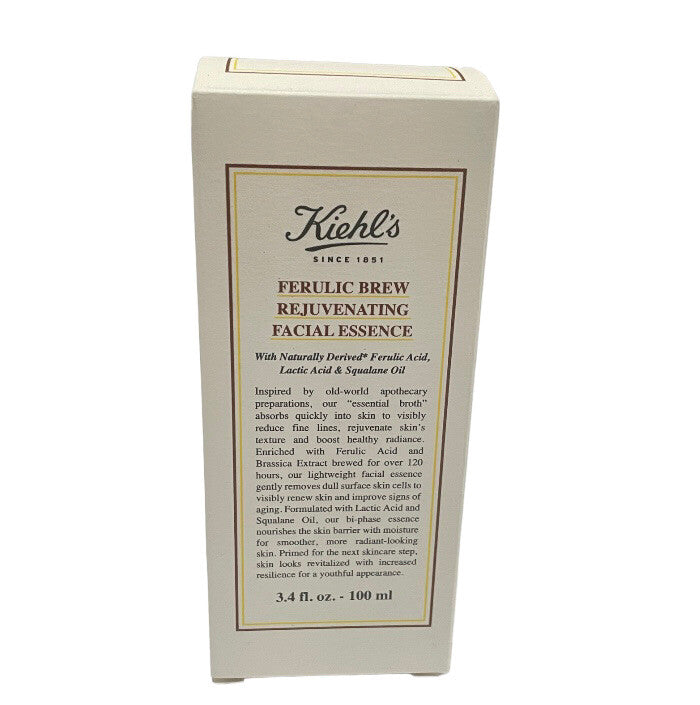 Kiehl's
SINCE 1851
FERULIC BREW
REJUVENATING
FACIAL ESSENCE
With Naturally Derived* Ferulic Acid,
Lactic Acid & Squalane Oil
Inspired by old-world apothecary
preparations, our “essential broth”
absorbs quickly into skin to visibly
reduce fine lines, rejuvenate skin's
texture and boost healthy radiance.
Enriched with Ferulic Acid and
Brassica Extract brewed for over 120
hours, our lightweight facial essence
gently removes dull surface skin cells to
visibly renew skin and improve signs of
aging. Formulated with Lactic Acid and
Squalane Oil, our bi-phase essence
nourishes the skin barrier with moisture
for smoother, more radiant-looking
skin. Primed for the next skincare step,
skin looks revitalized with increased
resilience for a youthful appearance.
3.4 fl. oz. - 100 ml